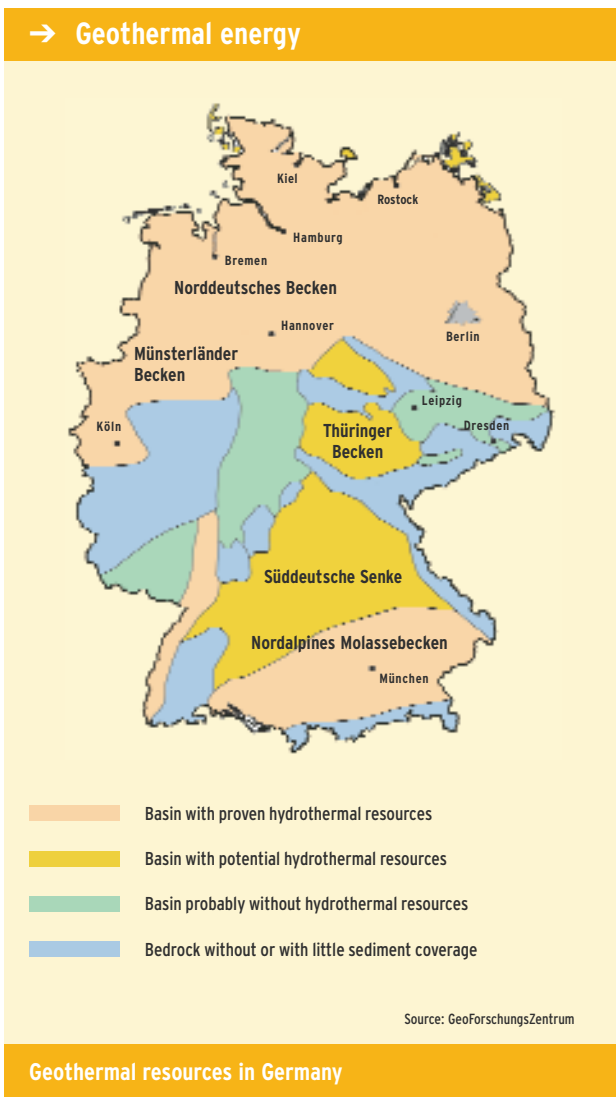 → Geothermal energy
Kiel
Rostock
Hamburg
Bremen
Norddeutsches Becken
Hannover
Berlin
Münsterländer
Becken
Leipzig
Köln
Thüringer
Becken
Dresden
Süddeutsche Senke
Nordalpines Molassebecken
München
Basin with proven hydrothermal resources
Basin with potential hydrothermal resources
Basin probably without hydrothermal resources
Bedrock without or with little sediment coverage
Source: GeoForschungsZentrum
Geothermal resources in Germany